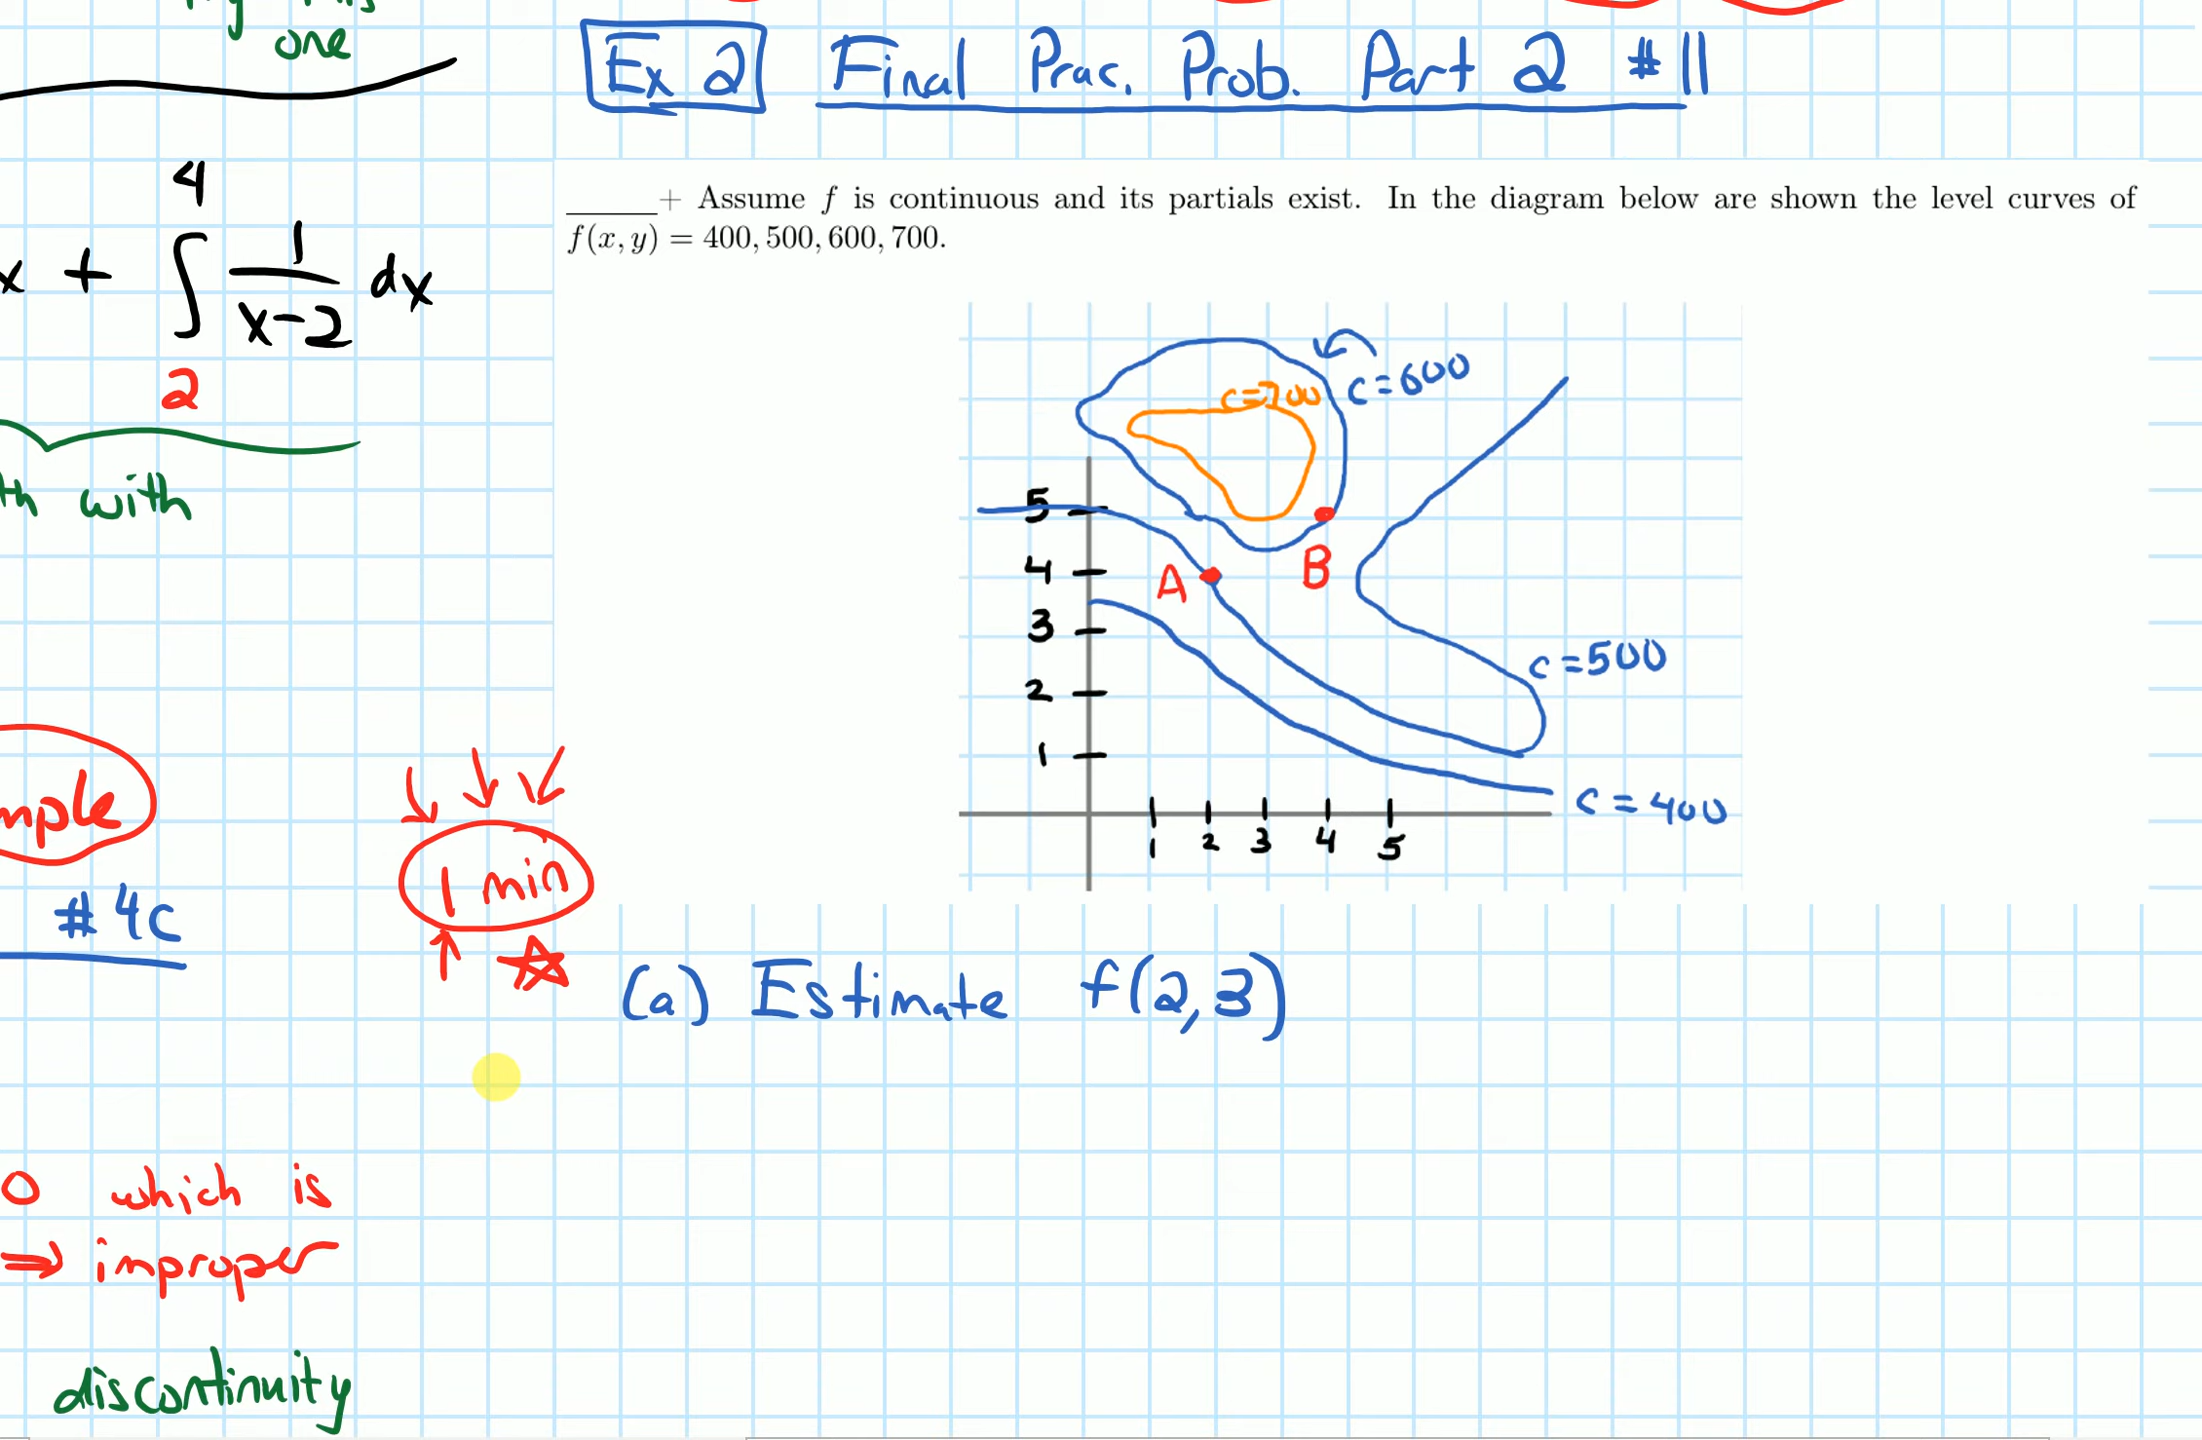 one
Ex 2 Final Prac. Prob. Part 2 #11
+ Assume f is continuous and its partials exist. In the diagram below are shown the level curves of
f(x, y) = 400, 500, 600, 700.
4
x + ∫ 1/(x-2) dx
2
c=600
c=700
th with
5
4
3
2
1
A
B
c=500
c=400
1 2 3 4 5
mple
1 min
#4c
(a) Estimate f(2,3)
0 which is
⇒ improper
discontinuity